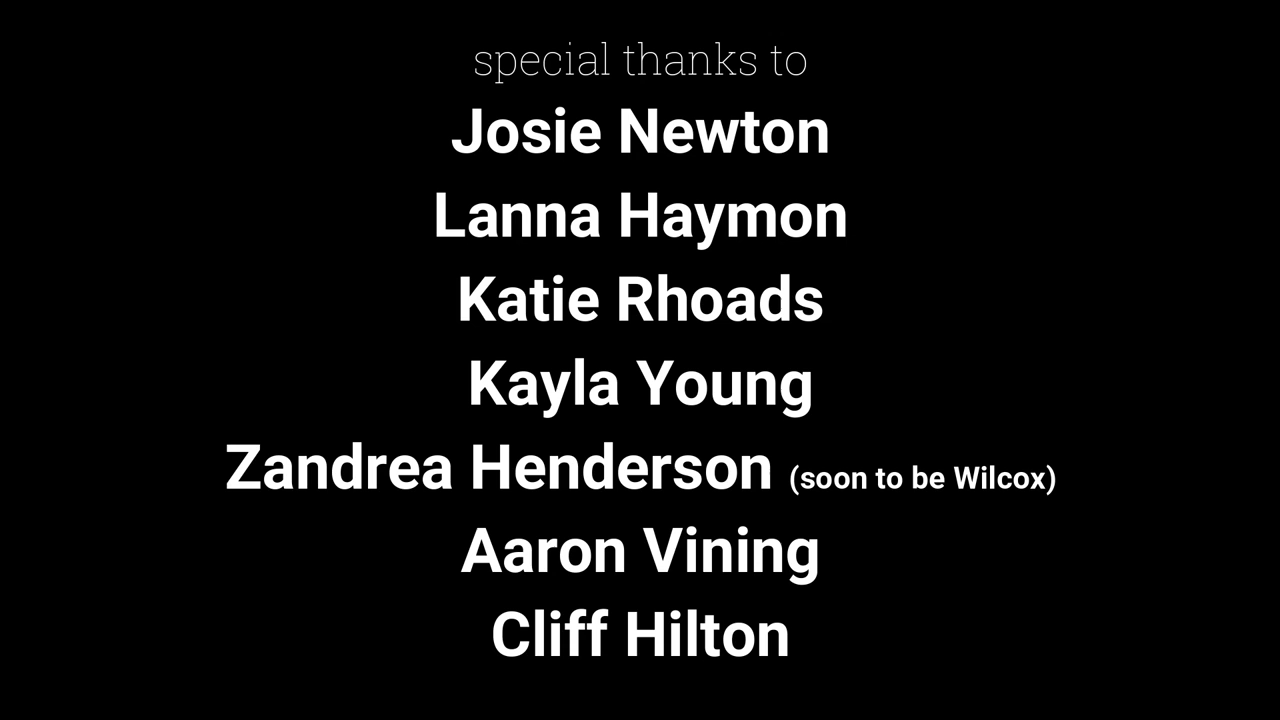 special thanks to
Josie Newton
Lanna Haymon
Katie Rhoads
Kayla Young
Zandrea Henderson (soon to be Wilcox)
Aaron Vining
Cliff Hilton